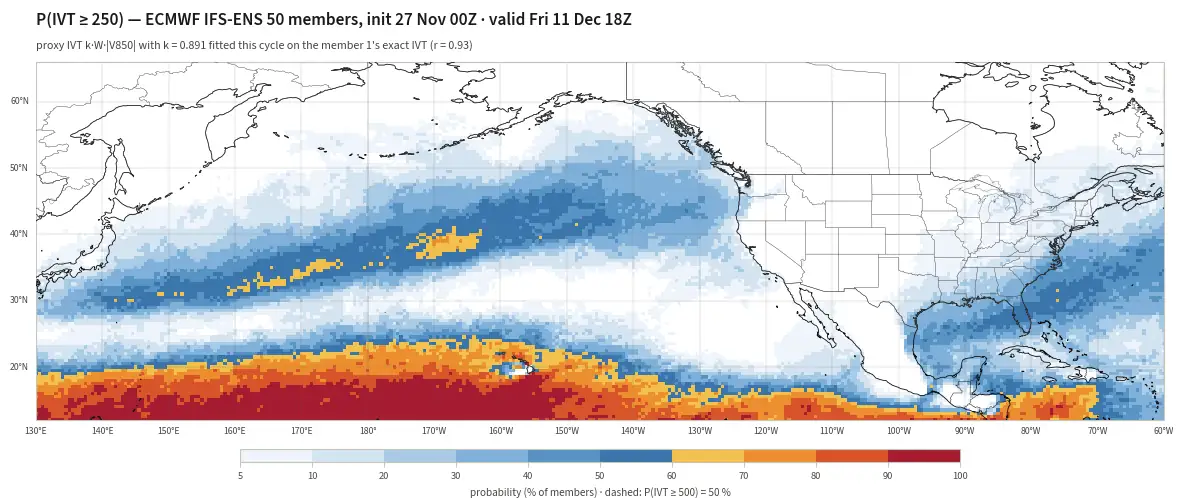 P(IVT ≥ 250) — ECMWF IFS-ENS 50 members, init 27 Nov 00Z · valid Fri 11 Dec 18Z
proxy IVT k·W·|V850| with k = 0.891 fitted this cycle on the member 1's exact IVT (r = 0.93)
60°N
50°N
40°N
30°N
20°N
130°E 140°E 150°E 160°E 170°E 180° 170°W 160°W 150°W 140°W 130°W 120°W 110°W 100°W 90°W 80°W 70°W 60°W
5 10 20 30 40 50 60 70 80 90 100
probability (% of members) · dashed: P(IVT ≥ 500) = 50 %